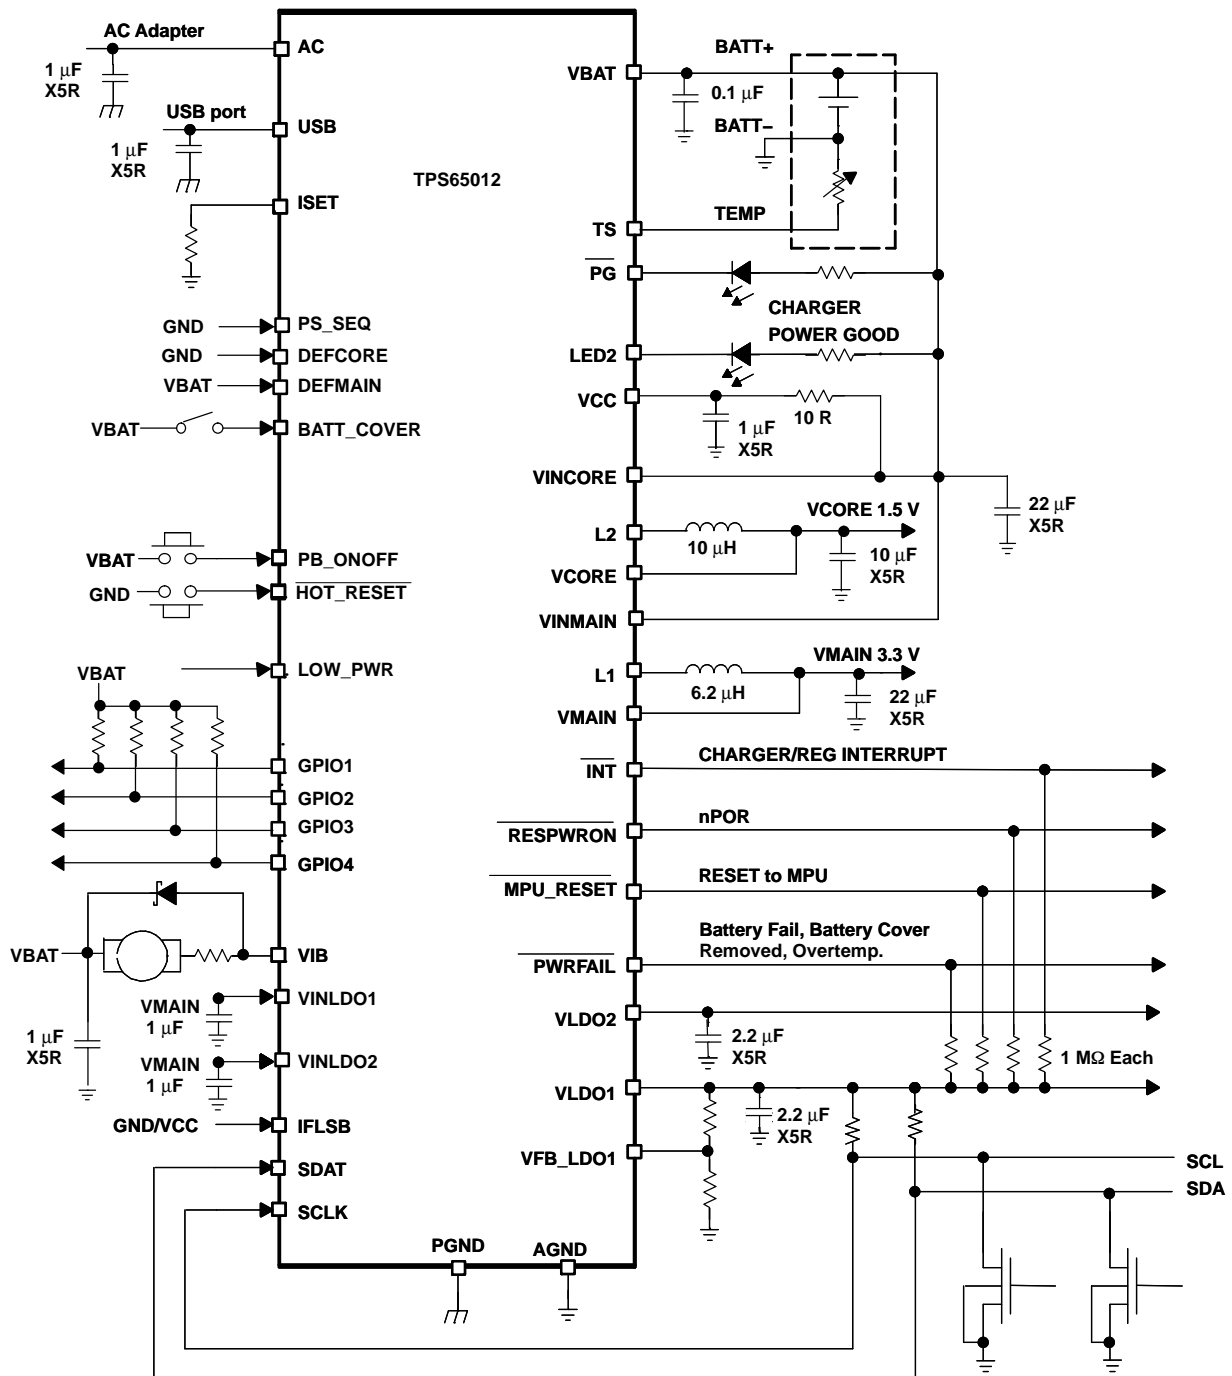 AC Adapter
AC
1 μF
X5R
USB port
USB
1 μF
X5R
ISET
GND
PS_SEQ
GND
DEFCORE
VBAT
DEFMAIN
VBAT
BATT_COVER
VBAT
PB_ONOFF
GND
HOT_RESET
VBAT
LOW_PWR
GPIO1
GPIO2
GPIO3
GPIO4
VBAT
VIB
1 μF
X5R
VMAIN
1 μF
VINLDO1
VMAIN
1 μF
VINLDO2
GND/VCC
IFLSB
SDAT
SCLK
TPS65012
PGND
AGND
VBAT
BATT+
0.1 μF
BATT−
TS
TEMP
PG
CHARGER
POWER GOOD
LED2
VCC
1 μF
X5R
10 R
VINCORE
22 μF
X5R
L2
10 μH
VCORE 1.5 V
10 μF
X5R
VCORE
VINMAIN
L1
6.2 μH
VMAIN 3.3 V
22 μF
X5R
VMAIN
INT
CHARGER/REG INTERRUPT
RESPWRON
nPOR
MPU_RESET
RESET to MPU
Battery Fail, Battery Cover
Removed, Overtemp.
PWRFAIL
VLDO2
2.2 μF
X5R
1 MΩ Each
VLDO1
2.2 μF
X5R
VFB_LDO1
SCL
SDA